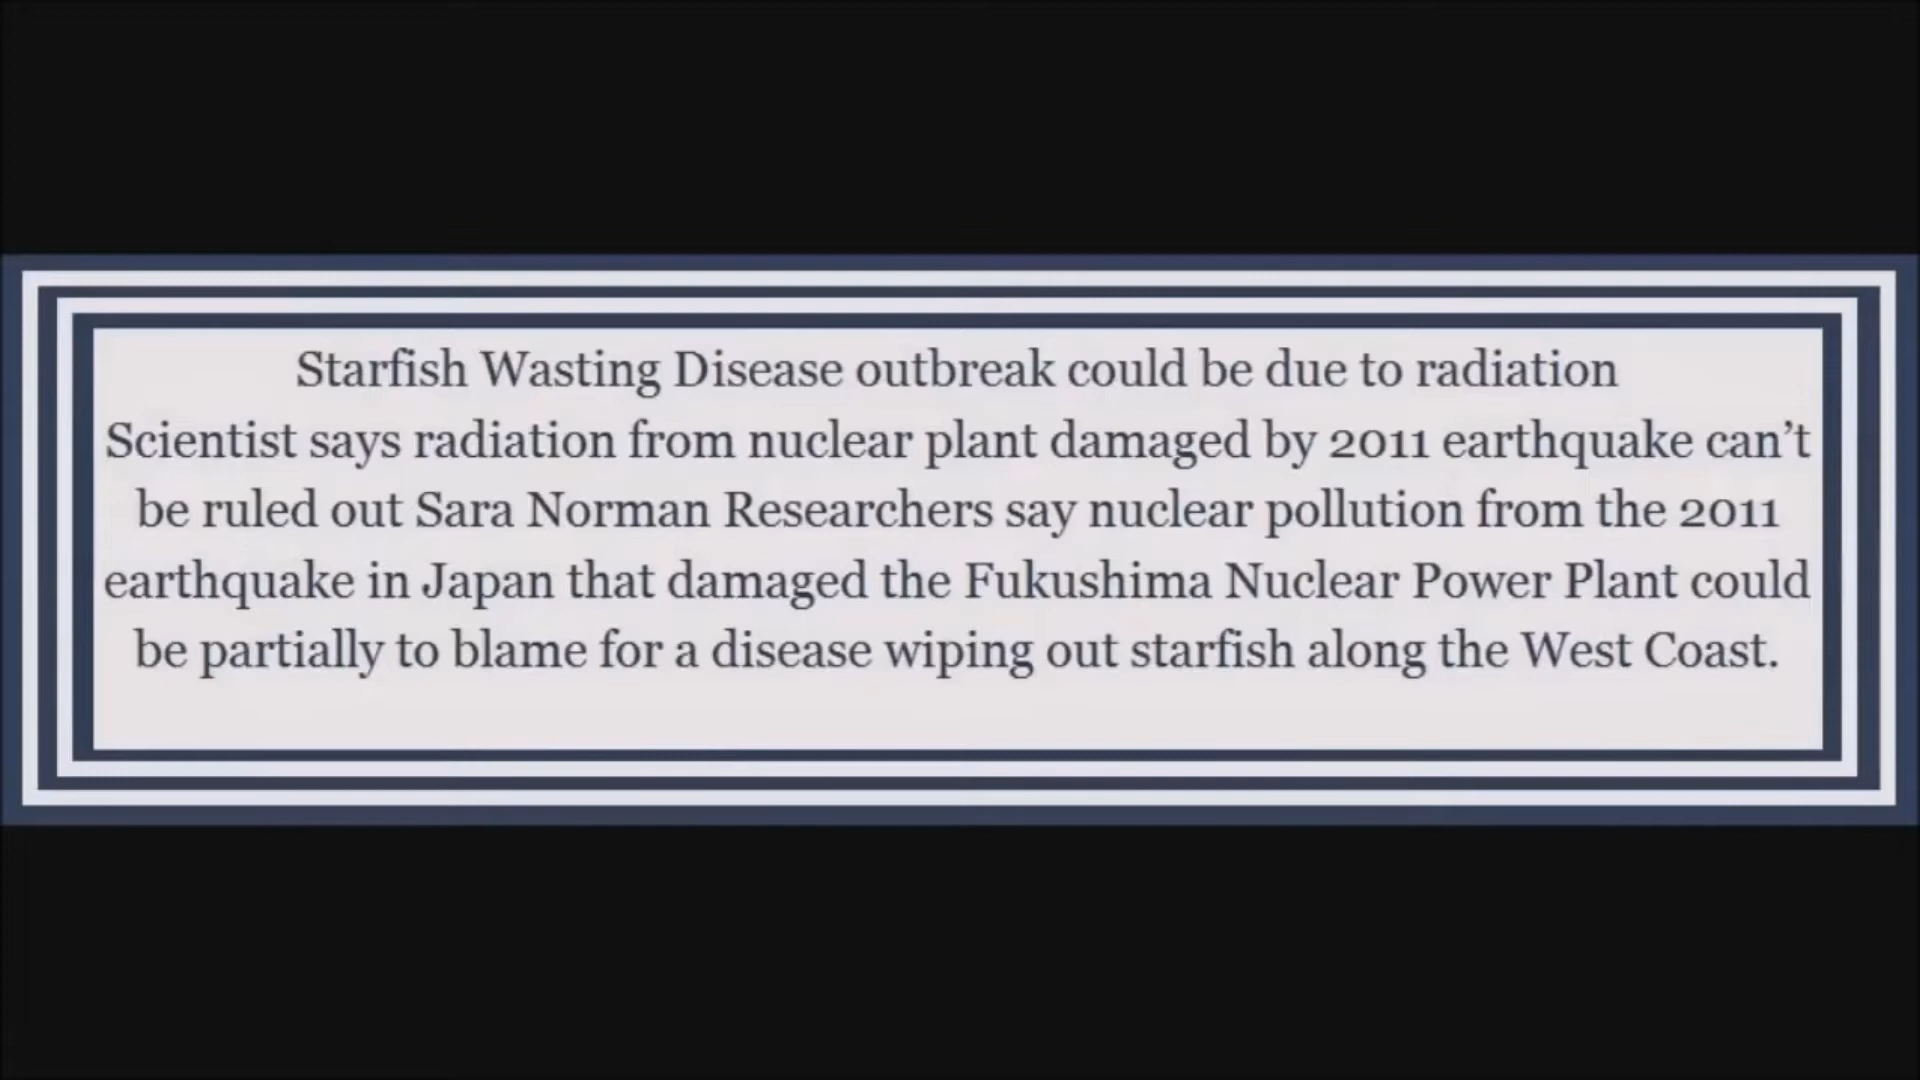 Starfish Wasting Disease outbreak could be due to radiation
Scientist says radiation from nuclear plant damaged by 2011 earthquake can’t
be ruled out Sara Norman Researchers say nuclear pollution from the 2011
earthquake in Japan that damaged the Fukushima Nuclear Power Plant could
be partially to blame for a disease wiping out starfish along the West Coast.